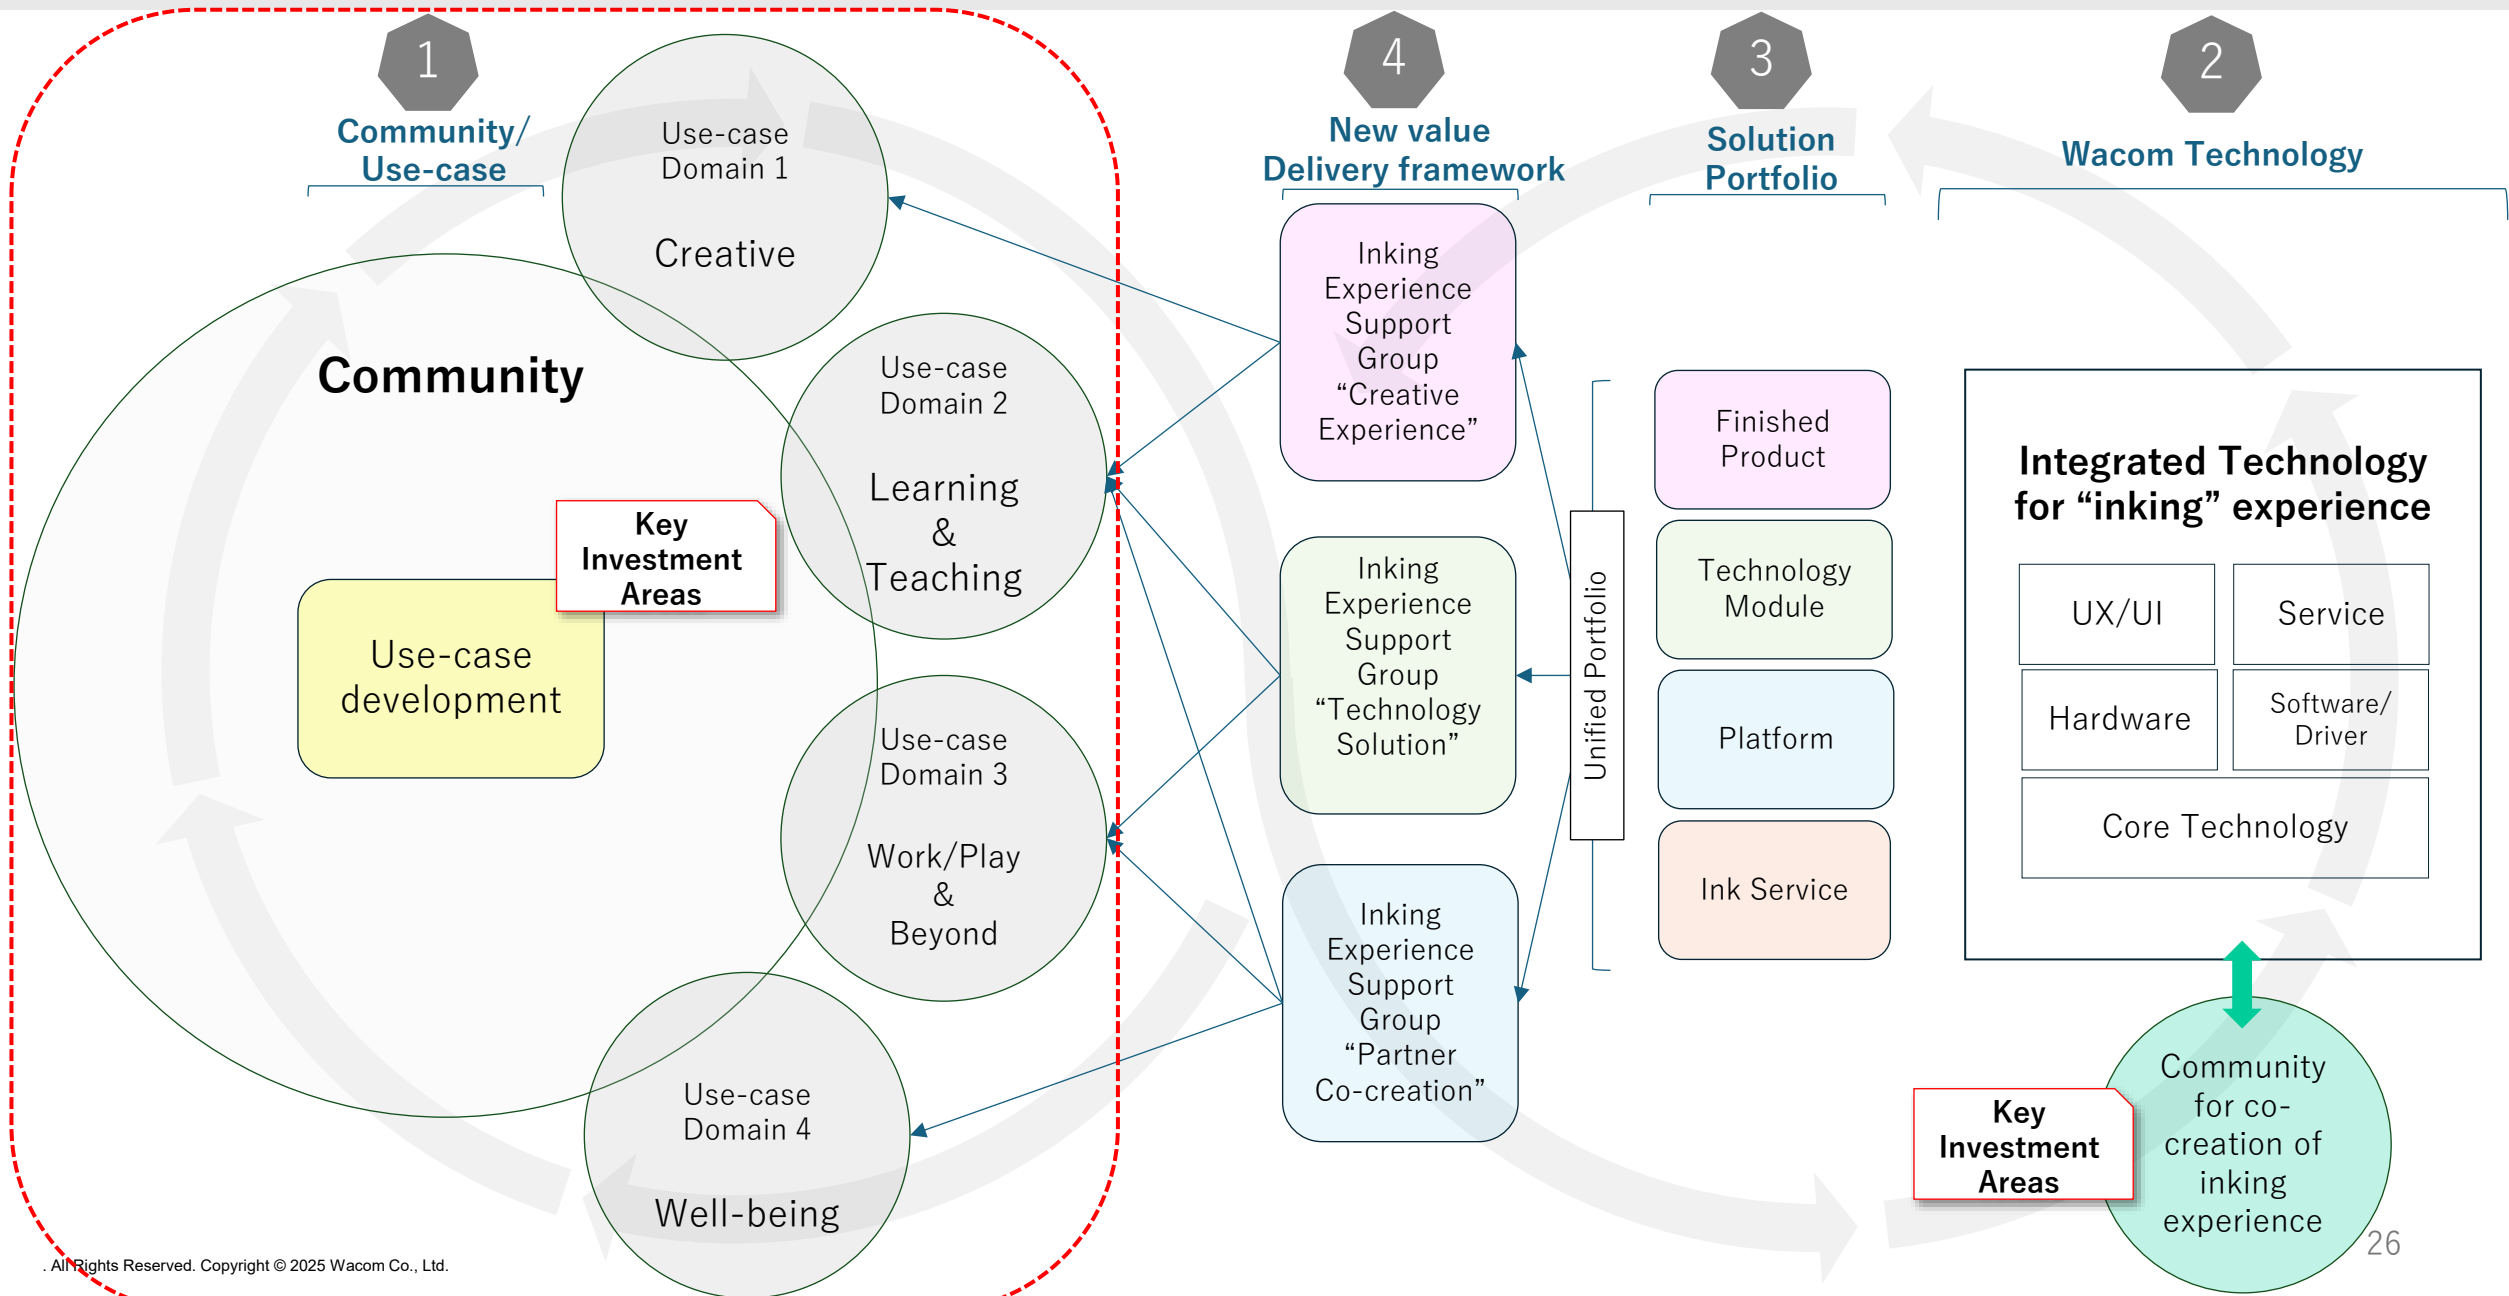 1
Community/
Use-case
Use-case
Domain 1
Creative
Community
Use-case
Domain 2
Learning
&
Teaching
Key
Investment
Areas
Use-case
development
Use-case
Domain 3
Work/Play
&
Beyond
Use-case
Domain 4
Well-being
4
New value
Delivery framework
Inking
Experience
Support
Group
“Creative
Experience”
Inking
Experience
Support
Group
“Technology
Solution”
Inking
Experience
Support
Group
“Partner
Co-creation”
Unified Portfolio
3
Solution
Portfolio
Finished
Product
Technology
Module
Platform
Ink Service
2
Wacom Technology
Integrated Technology
for “inking” experience
UX/UI
Service
Hardware
Software/
Driver
Core Technology
Key
Investment
Areas
Community
for co-
creation of
inking
experience
26
. All Rights Reserved. Copyright © 2025 Wacom Co., Ltd.